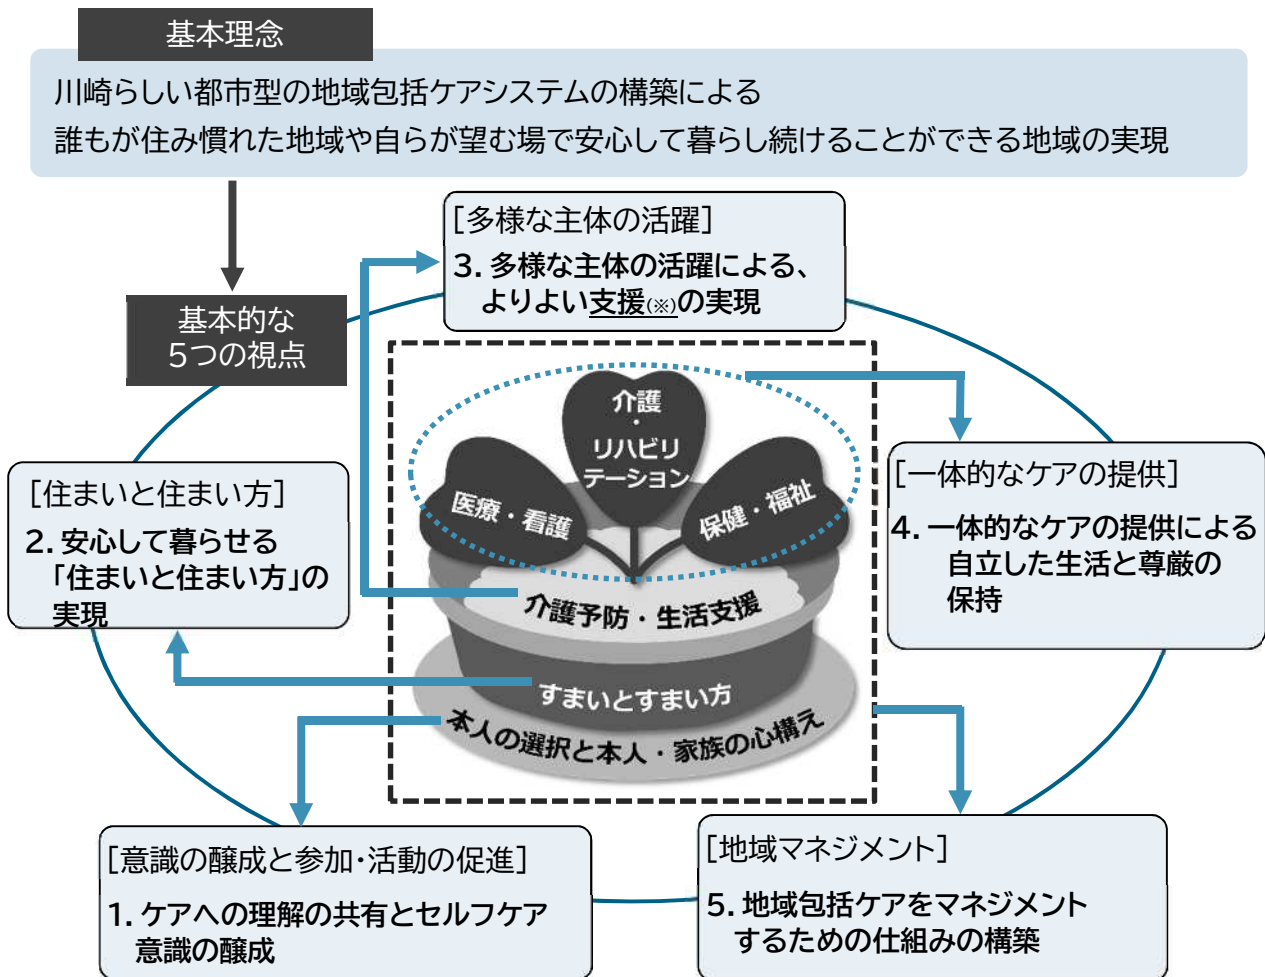 基本理念
川崎らしい都市型の地域包括ケアシステムの構築による
誰もが住み慣れた地域や自らが望む場で安心して暮らし続けることができる地域の実現
基本的な
5つの視点
[多様な主体の活躍]
3. 多様な主体の活躍による、
よりよい支援(※)の実現
[住まいと住まい方]
2. 安心して暮らせる
「住まいと住まい方」の
実現
[一体的なケアの提供]
4. 一体的なケアの提供による
自立した生活と尊厳の
保持
介護
・
リハビリ
テーション
医療・看護
保健・福祉
介護予防・生活支援
すまいとすまい方
本人の選択と本人・家族の心構え
[意識の醸成と参加・活動の促進]
1. ケアへの理解の共有とセルフケア
意識の醸成
[地域マネジメント]
5. 地域包括ケアをマネジメント
するための仕組みの構築